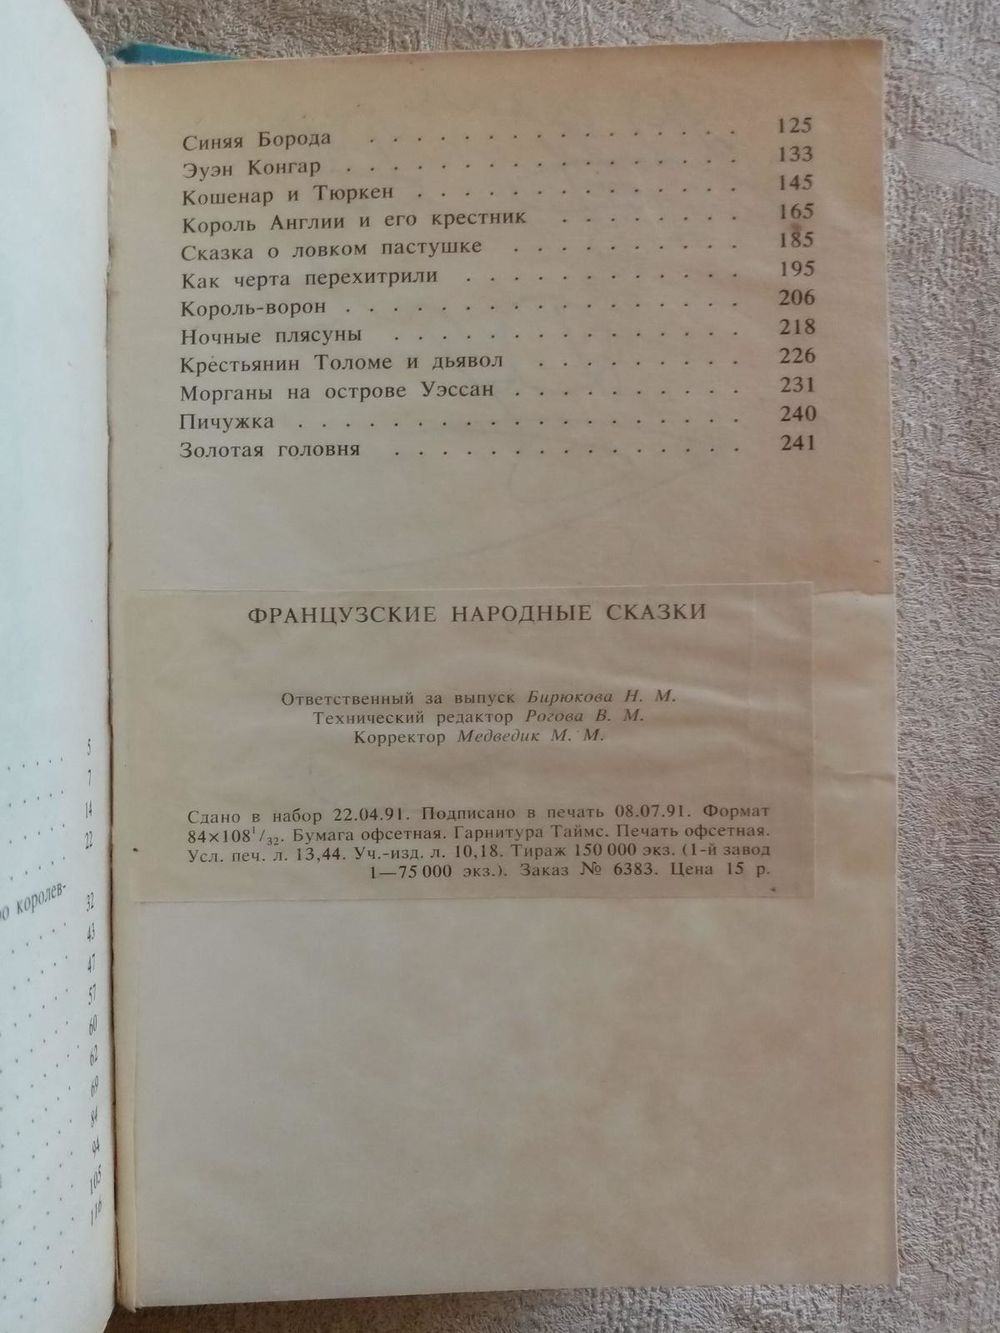 5
7
14
22
ро королев-
32
43
47
57
60
62
69
84
94
105
116
Синяя Борода . . . . . . . . . . . . . . . . 125
Эуэн Конгар . . . . . . . . . . . . . . . . . 133
Кошенар и Тюркен . . . . . . . . . . . . . . 145
Король Англии и его крестник . . . . . . . . 165
Сказка о ловком пастушке . . . . . . . . . . 185
Как черта перехитрили . . . . . . . . . . . . 195
Король-ворон . . . . . . . . . . . . . . . . . 206
Ночные плясуны . . . . . . . . . . . . . . . 218
Крестьянин Толоме и дьявол . . . . . . . . . 226
Морганы на острове Уэссан . . . . . . . . . . 231
Пичужка . . . . . . . . . . . . . . . . . . . 240
Золотая головня . . . . . . . . . . . . . . . 241
ФРАНЦУЗСКИЕ НАРОДНЫЕ СКАЗКИ
Ответственный за выпуск Бирюкова Н. М.
Технический редактор Рогова В. М.
Корректор Медведик М. М.
Сдано в набор 22.04.91. Подписано в печать 08.07.91. Формат
84×108¹/₃₂. Бумага офсетная. Гарнитура Таймс. Печать офсетная.
Усл. печ. л. 13,44. Уч.-изд. л. 10,18. Тираж 150 000 экз. (1-й завод
1—75 000 экз.). Заказ № 6383. Цена 15 р.